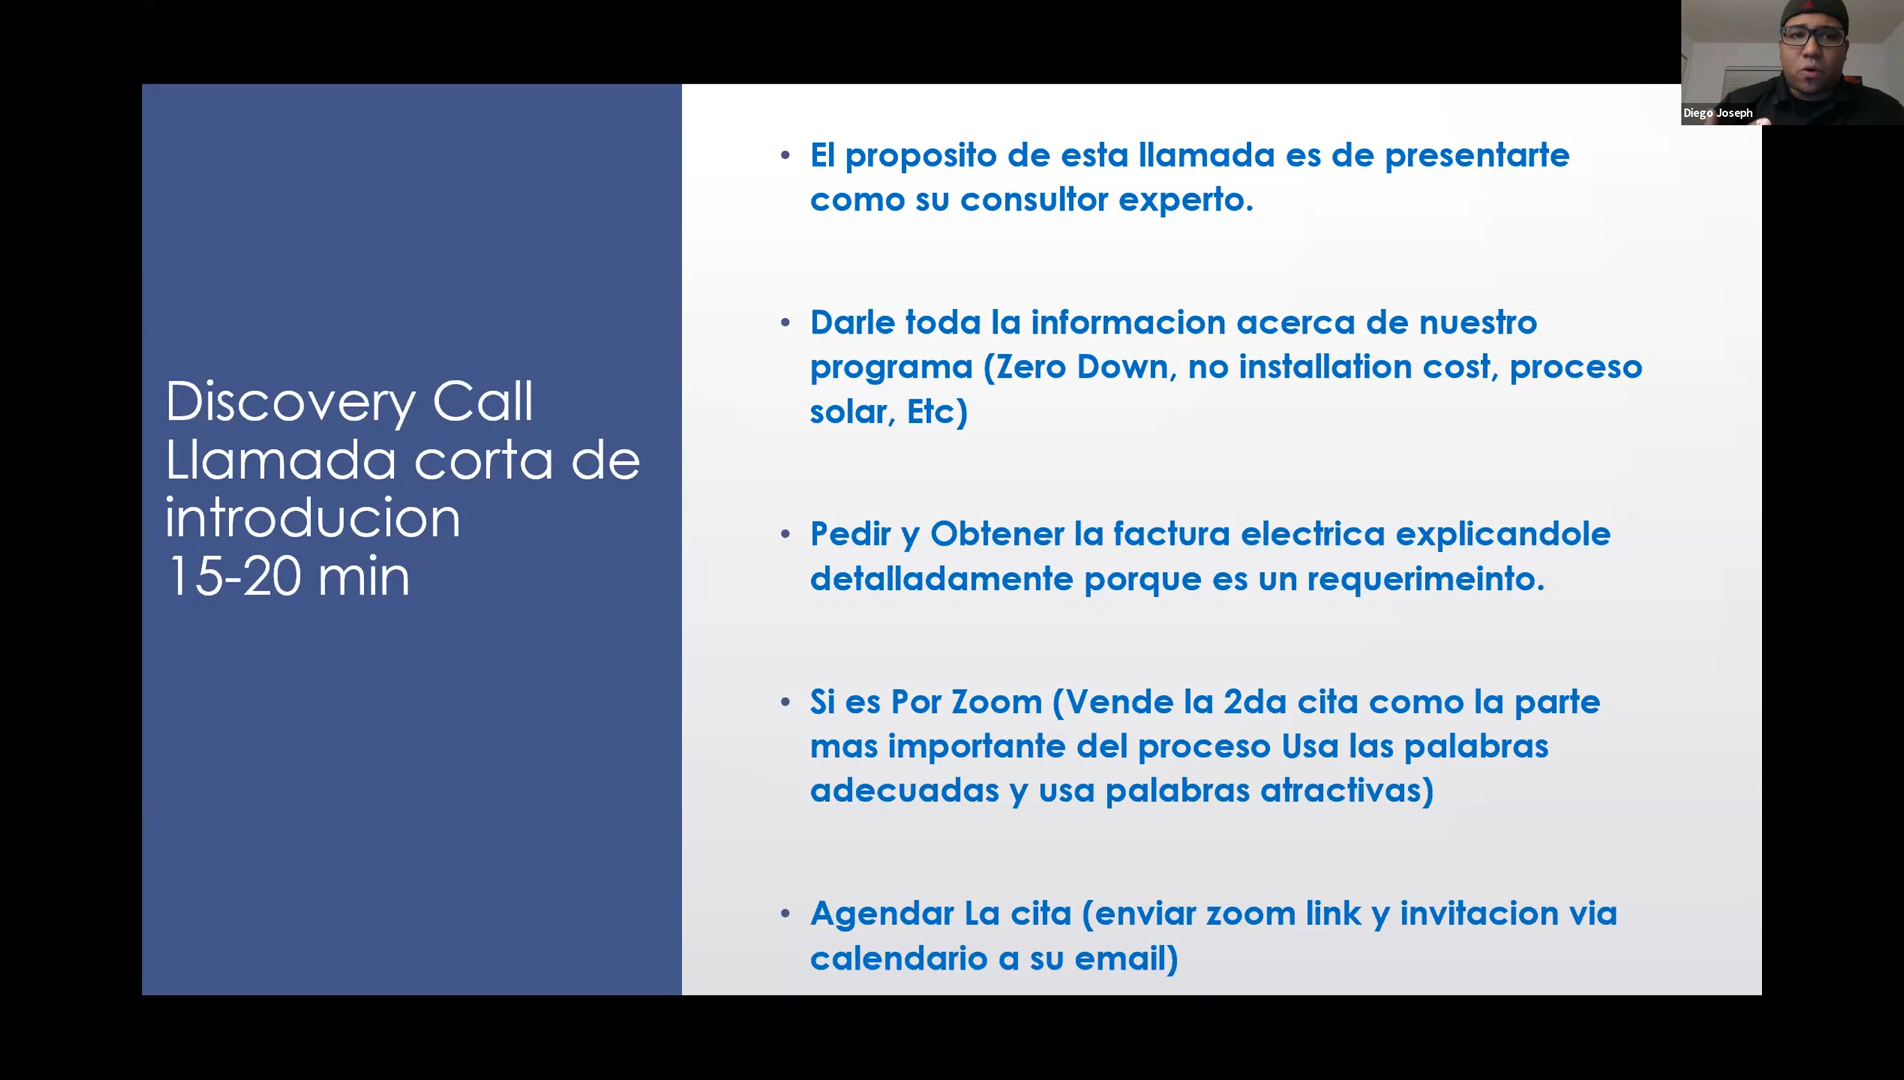 Discovery Call
Llamada corta de
introducion
15-20 min
• El proposito de esta llamada es de presentarte
como su consultor experto.
• Darle toda la informacion acerca de nuestro
programa (Zero Down, no installation cost, proceso
solar, Etc)
• Pedir y Obtener la factura electrica explicandole
detalladamente porque es un requerimeinto.
• Si es Por Zoom (Vende la 2da cita como la parte
mas importante del proceso Usa las palabras
adecuadas y usa palabras atractivas)
• Agendar La cita (enviar zoom link y invitacion via
calendario a su email)
Diego Joseph